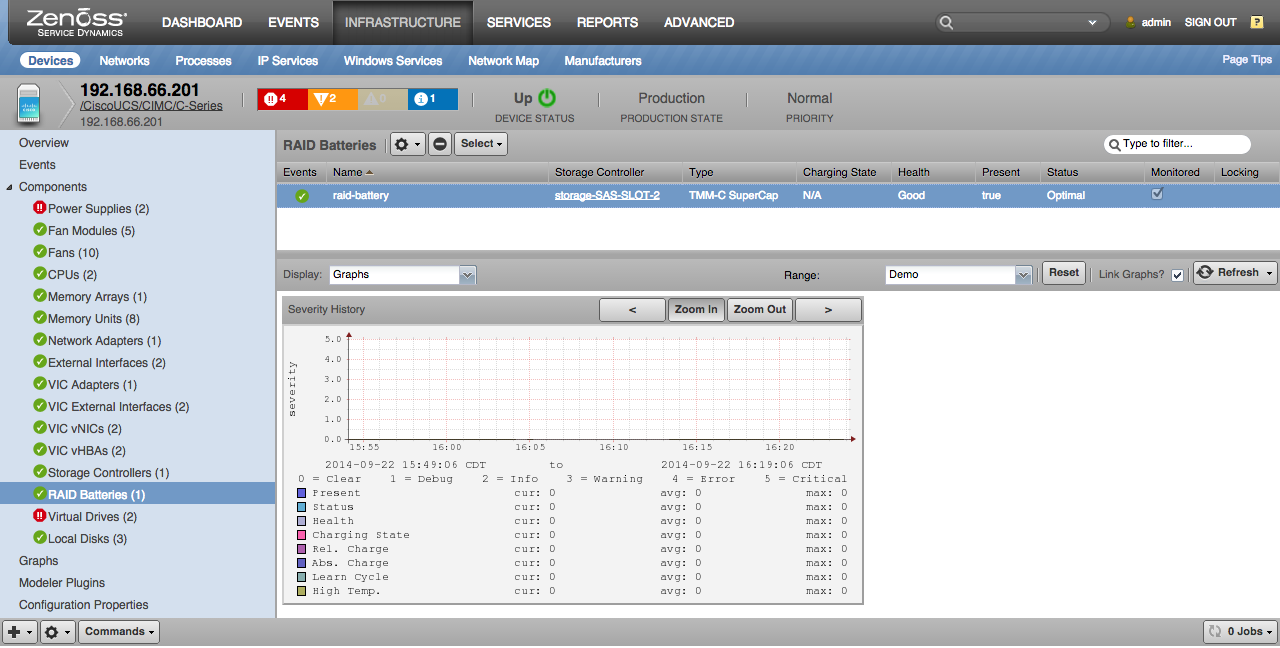 Zenoss DASHBOARD EVENTS INFRASTRUCTURE SERVICES REPORTS ADVANCED admin SIGN OUT ?
SERVICE DYNAMICS
Devices Networks Processes IP Services Windows Services Network Map Manufacturers Page Tips
192.168.66.201
/CiscoUCS/CIMC/C-Series
192.168.66.201
4 2 0 1
Up
DEVICE STATUS
Production
PRODUCTION STATE
Normal
PRIORITY
Overview
Events
Components
Power Supplies (2)
Fan Modules (5)
Fans (10)
CPUs (2)
Memory Arrays (1)
Memory Units (8)
Network Adapters (1)
External Interfaces (2)
VIC Adapters (1)
VIC External Interfaces (2)
VIC vNICs (2)
VIC vHBAs (2)
Storage Controllers (1)
RAID Batteries (1)
Virtual Drives (2)
Local Disks (3)
Graphs
Modeler Plugins
Configuration Properties
RAID Batteries Select Type to filter...
Events Name Storage Controller Type Charging State Health Present Status Monitored Locking
raid-battery storage-SAS-SLOT-2 TMM-C SuperCap N/A Good true Optimal
Display: Graphs Range: Demo Reset Link Graphs? Refresh
Severity History < Zoom In Zoom Out >
severity
5.0
4.0
3.0
2.0
1.0
0.0
15:55 16:00 16:05 16:10 16:15 16:20
2014-09-22 15:49:06 CDT to 2014-09-22 16:19:06 CDT
0 = Clear 1 = Debug 2 = Info 3 = Warning 4 = Error 5 = Critical
Present cur: 0 avg: 0 max: 0
Status cur: 0 avg: 0 max: 0
Health cur: 0 avg: 0 max: 0
Charging State cur: 0 avg: 0 max: 0
Rel. Charge cur: 0 avg: 0 max: 0
Abs. Charge cur: 0 avg: 0 max: 0
Learn Cycle cur: 0 avg: 0 max: 0
High Temp. cur: 0 avg: 0 max: 0
Commands 0 Jobs